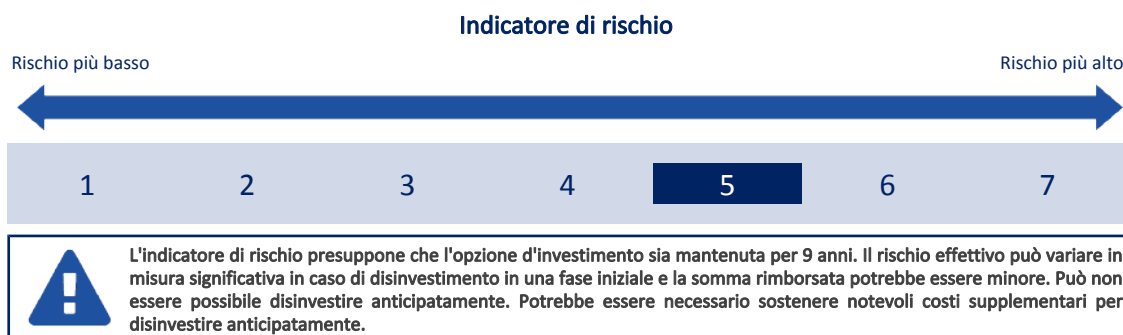 Indicatore di rischio
Rischio più basso
Rischio più alto
1 2 3 4 5 6 7
L'indicatore di rischio presuppone che l'opzione d'investimento sia mantenuta per 9 anni. Il rischio effettivo può variare in
misura significativa in caso di disinvestimento in una fase iniziale e la somma rimborsata potrebbe essere minore. Può non
essere possibile disinvestire anticipatamente. Potrebbe essere necessario sostenere notevoli costi supplementari per
disinvestire anticipatamente.